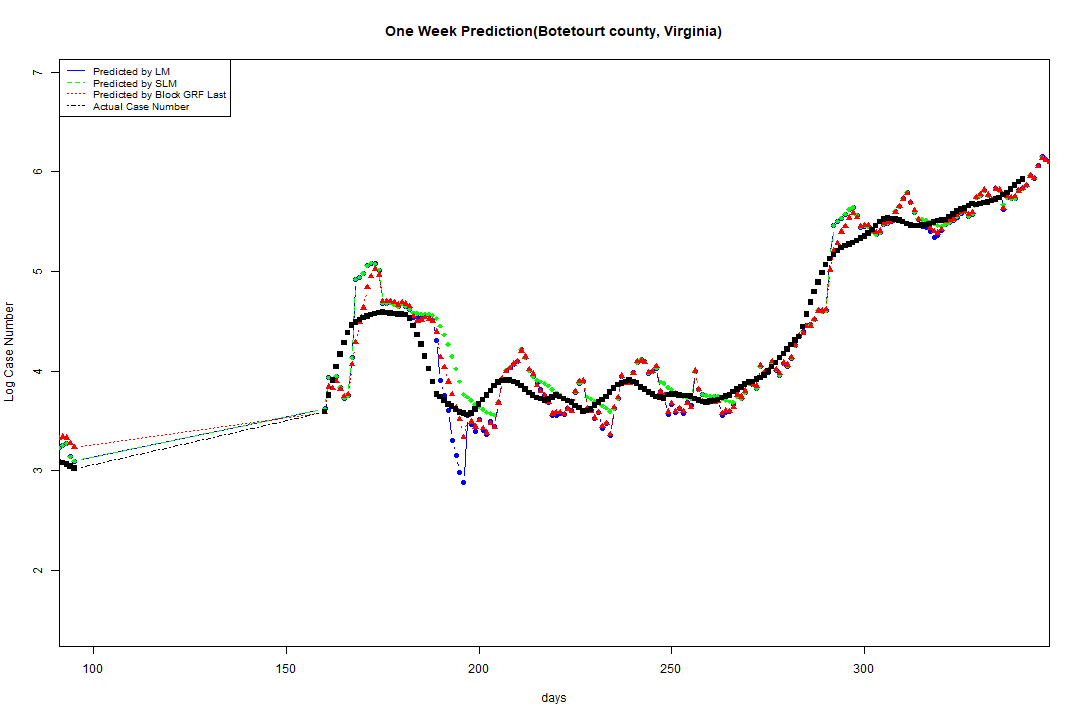 One Week Prediction(Botetourt county, Virginia)
Predicted by LM
Predicted by SLM
Predicted by Block GRF Last
Actual Case Number
7
6
5
4
3
2
Log Case Number
100 150 200 250 300
days